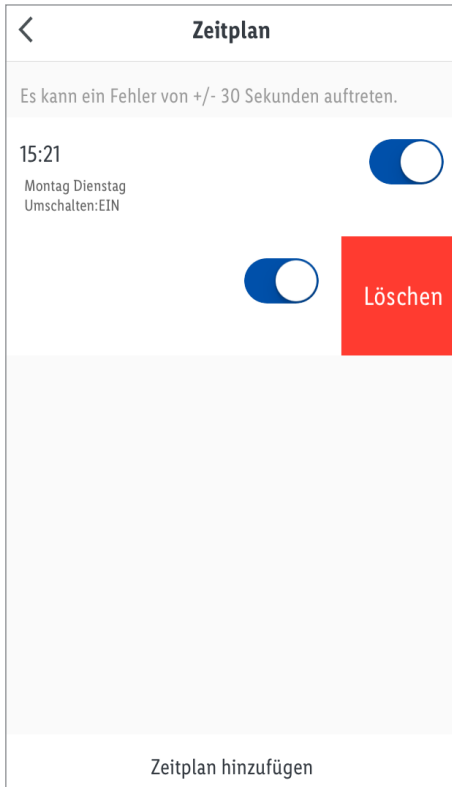 Zeitplan
Es kann ein Fehler von +/- 30 Sekunden auftreten.
15:21
Montag Dienstag
Umschalten:EIN
Löschen
Zeitplan hinzufügen